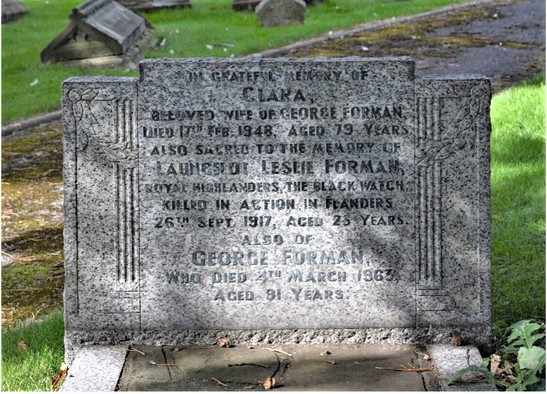 IN GRATEFUL MEMORY OF
CLARA,
BELOVED WIFE OF GEORGE FORMAN,
DIED 17TH FEB. 1948, AGED 79 YEARS.
ALSO SACRED TO THE MEMORY OF
LAUNCELOT LESLIE FORMAN,
ROYAL HIGHLANDERS, THE BLACK WATCH,
KILLED IN ACTION IN FLANDERS
26TH SEPT. 1917, AGED 23 YEARS.
ALSO OF
GEORGE FORMAN,
WHO DIED 4TH MARCH 1963,
AGED 91 YEARS.